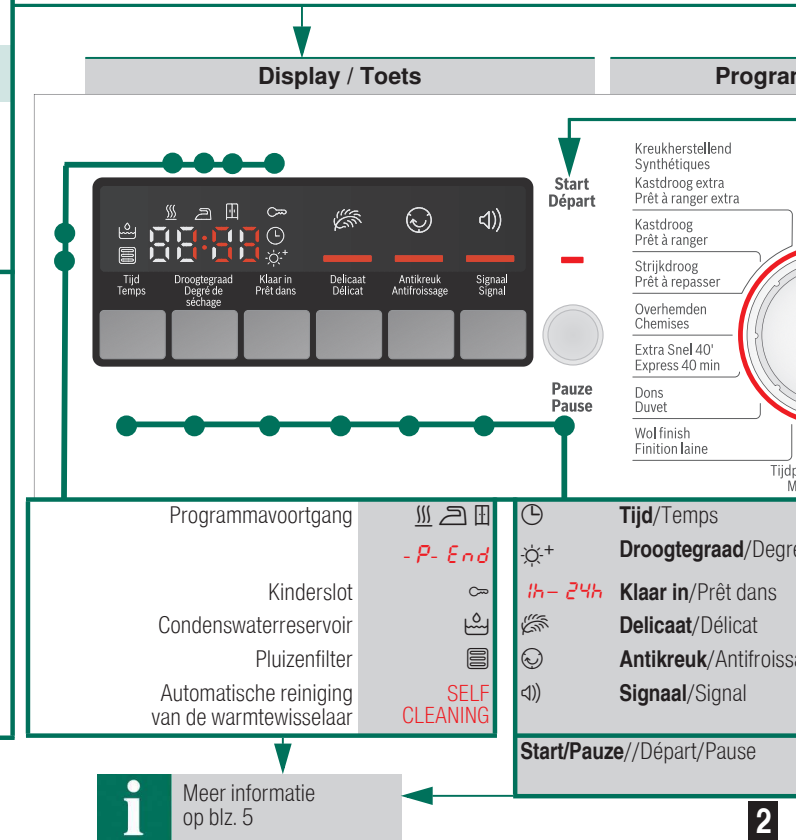 Display / Toets
Start
Départ
Tijd
Temps
Droogtegraad
Degré de
séchage
Klaar in
Prêt dans
Delicaat
Délicat
Antikreuk
Antifroissage
Signaal
Signal
Pauze
Pause
Kreukherstellend
Synthétiques
Kastdroog extra
Prêt à ranger extra
Kastdroog
Prêt à ranger
Strijkdroog
Prêt à repasser
Overhemden
Chemises
Extra Snel 40'
Express 40 min
Dons
Duvet
Wol finish
Finition laine
Programmavoortgang
-P- End
Kinderslot
Condenswaterreservoir
Pluizenfilter
Automatische reiniging
van de warmtewisselaar
SELF
CLEANING
Tijd/Temps
Droogtegraad/Degré
1h – 24h Klaar in/Prêt dans
Delicaat/Délicat
Antikreuk/Antifroissa
Signaal/Signal
Start/Pauze//Départ/Pause
i
Meer informatie
op blz. 5
2